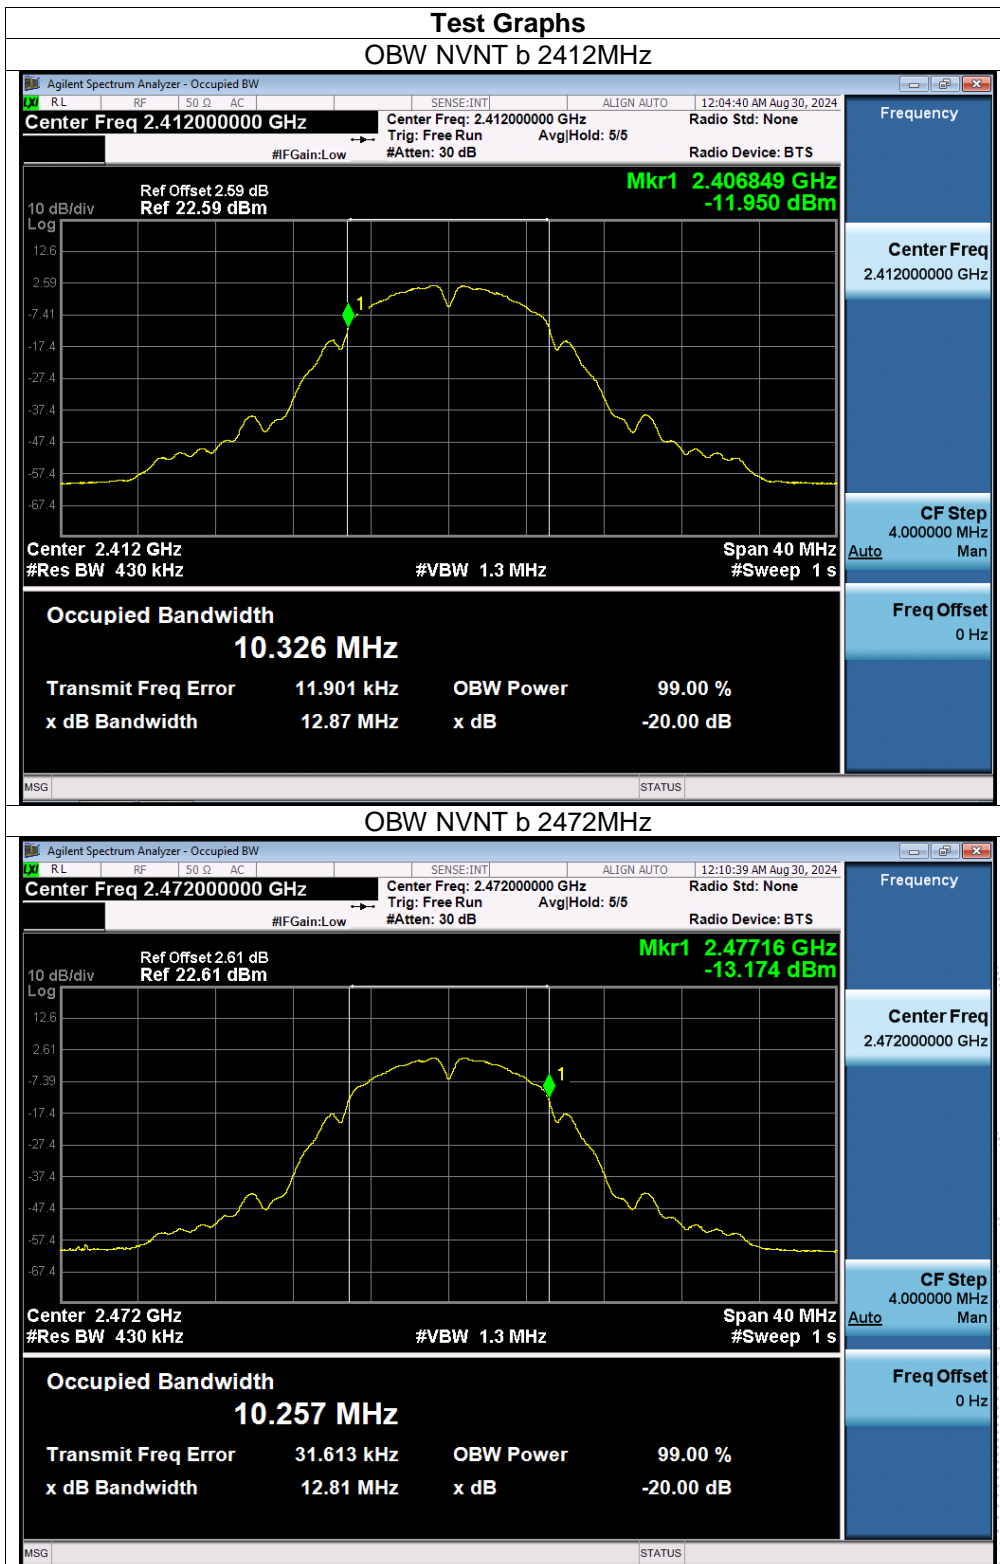 Test Graphs
OBW NVNT b 2412MHz
Agilent Spectrum Analyzer - Occupied BW
LXI RL RF 50 Ω AC SENSE:INT ALIGN AUTO 12:04:40 AM Aug 30, 2024
Center Freq 2.412000000 GHz
Center Freq: 2.412000000 GHz Radio Std: None
Trig: Free Run Avg|Hold: 5/5
#IFGain:Low #Atten: 30 dB Radio Device: BTS
Frequency
Mkr1 2.406849 GHz
-11.950 dBm
Ref Offset 2.59 dB
10 dB/div Ref 22.59 dBm
Log
12.6
2.59
-7.41
-17.4
-27.4
-37.4
-47.4
-57.4
-67.4
1
Center Freq
2.412000000 GHz
Center 2.412 GHz Span 40 MHz
#Res BW 430 kHz #VBW 1.3 MHz #Sweep 1 s
CF Step
4.000000 MHz
Auto Man
Occupied Bandwidth
10.326 MHz
Freq Offset
0 Hz
Transmit Freq Error 11.901 kHz OBW Power 99.00 %
x dB Bandwidth 12.87 MHz x dB -20.00 dB
MSG STATUS
OBW NVNT b 2472MHz
Agilent Spectrum Analyzer - Occupied BW
LXI RL RF 50 Ω AC SENSE:INT ALIGN AUTO 12:10:39 AM Aug 30, 2024
Center Freq 2.472000000 GHz
Center Freq: 2.472000000 GHz Radio Std: None
Trig: Free Run Avg|Hold: 5/5
#IFGain:Low #Atten: 30 dB Radio Device: BTS
Frequency
Mkr1 2.47716 GHz
-13.174 dBm
Ref Offset 2.61 dB
10 dB/div Ref 22.61 dBm
Log
12.6
2.61
-7.39
-17.4
-27.4
-37.4
-47.4
-57.4
-67.4
1
Center Freq
2.472000000 GHz
Center 2.472 GHz Span 40 MHz
#Res BW 430 kHz #VBW 1.3 MHz #Sweep 1 s
CF Step
4.000000 MHz
Auto Man
Occupied Bandwidth
10.257 MHz
Freq Offset
0 Hz
Transmit Freq Error 31.613 kHz OBW Power 99.00 %
x dB Bandwidth 12.81 MHz x dB -20.00 dB
MSG STATUS